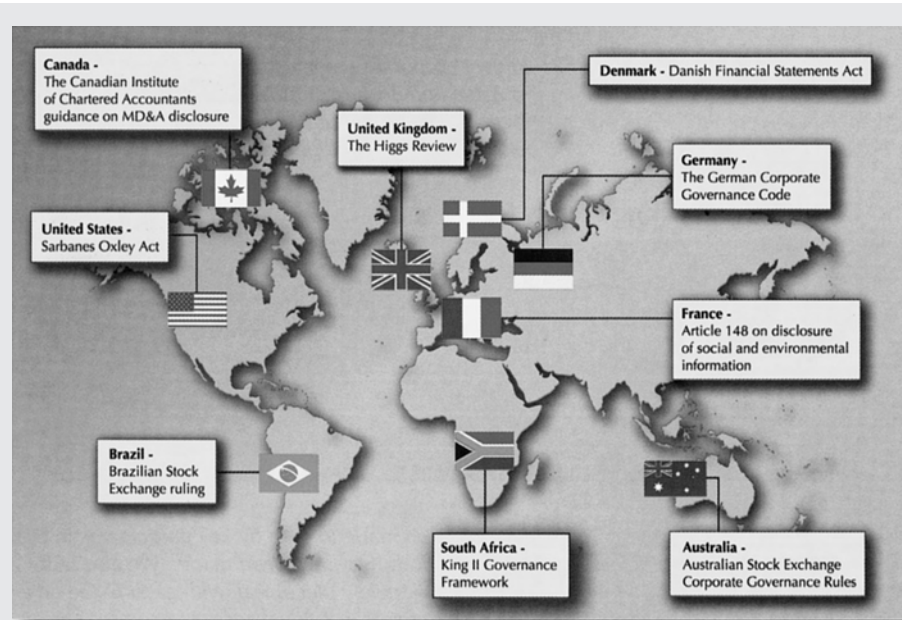 Canada -
The Canadian Institute
of Chartered Accountants
guidance on MD&A disclosure
Denmark - Danish Financial Statements Act
United Kingdom -
The Higgs Review
Germany -
The German Corporate
Governance Code
United States -
Sarbanes Oxley Act
France -
Article 148 on disclosure
of social and environmental
information
Brazil -
Brazilian Stock
Exchange ruling
South Africa -
King II Governance
Framework
Australia -
Australian Stock Exchange
Corporate Governance Rules